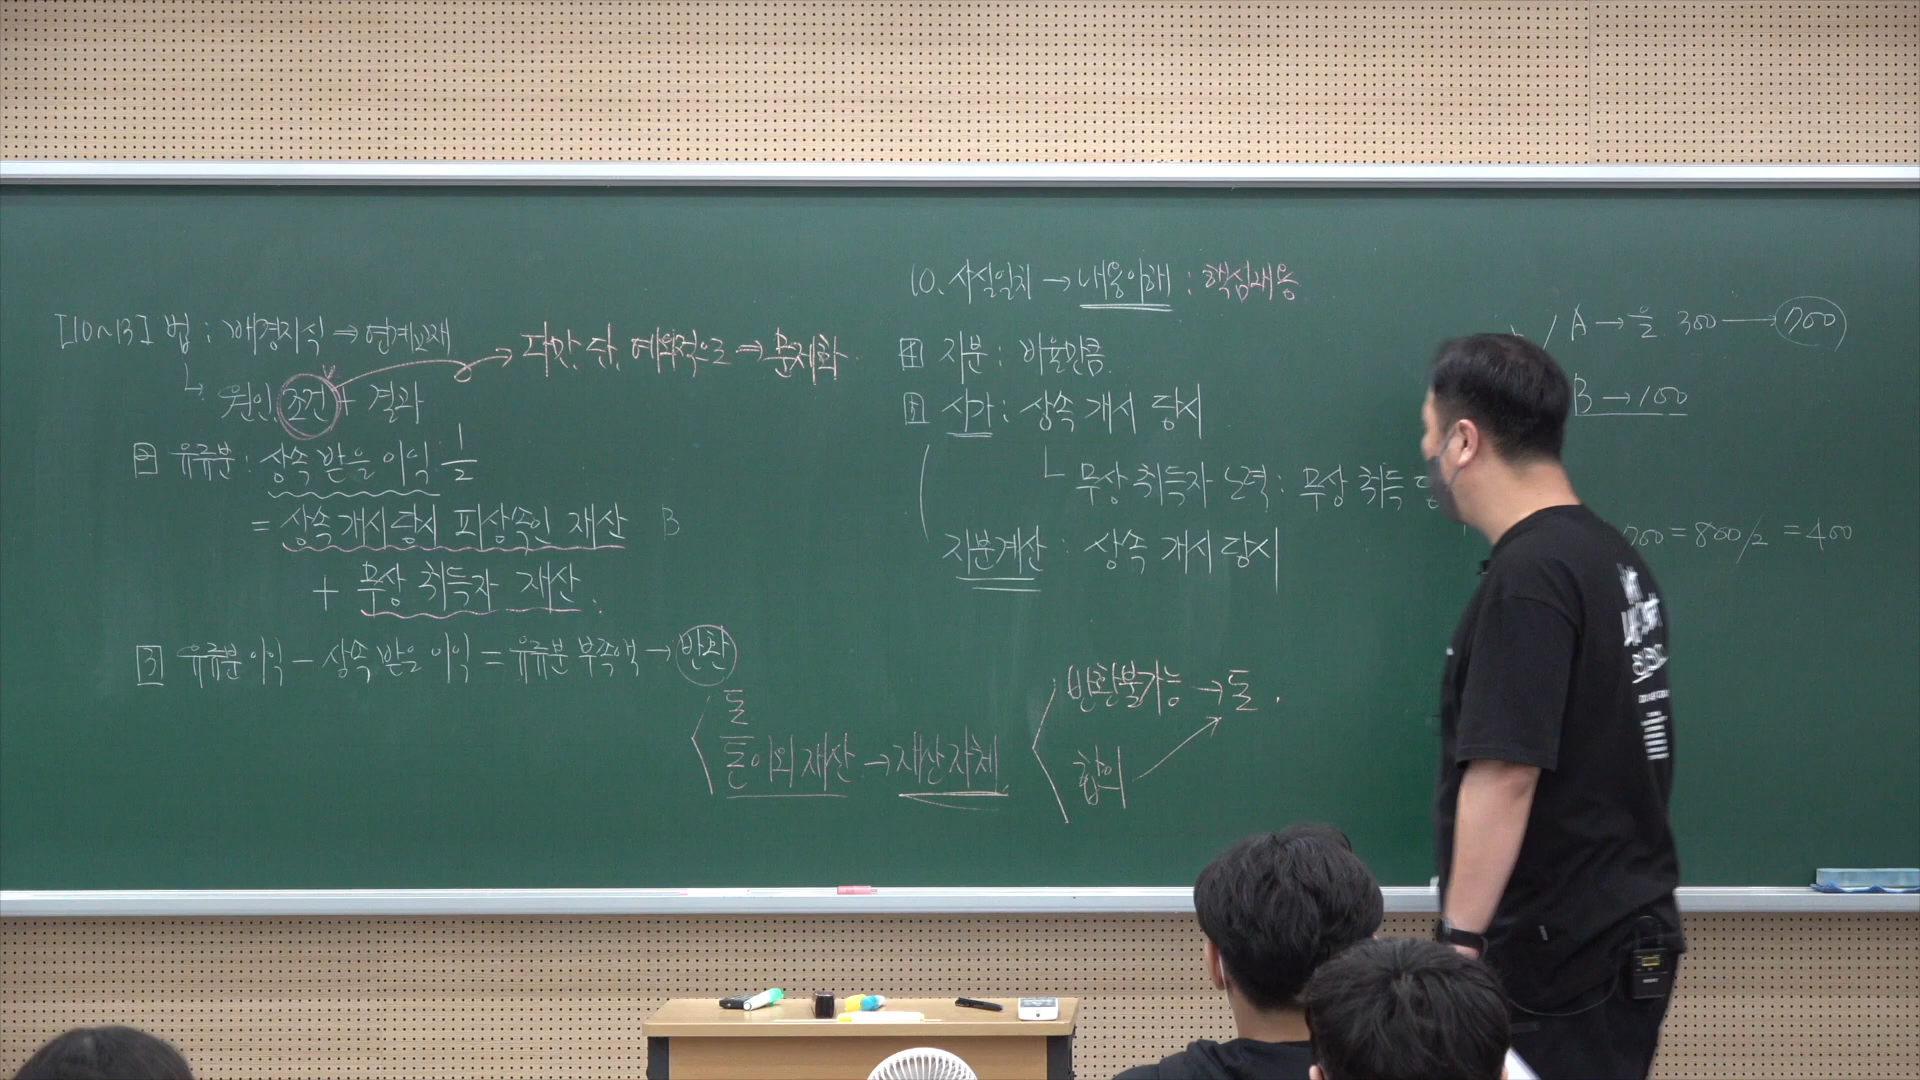 [10~13] 법 : 배경지식 ⇒ 연계교재
↳ 원인, 조건 + 결과 → 다만, 단, 예외적으로 ⇒ 문제화
2 유류분 : 상속 받을 이익 1/2
= 상속 개시 당시 피상속인 재산 B
+ 무상 취득자 재산.
3 유류분 이익 - 상속 받은 이익 = 유류분 부족액 → 반환
돈
돈 이외 재산 → 재산 자체
반환불가능 → 돈.
합의
10. 사실일치 → 내용이해 : 핵심내용
4 지분 : 비율만큼.
5 시가 : 상속 개시 당시
ㄴ 무상 취득자 노력 : 무상 취득
지분계산 : 상속 개시 당시
A → 을 300 → 700
B → 100
700 = 800/2 = 400